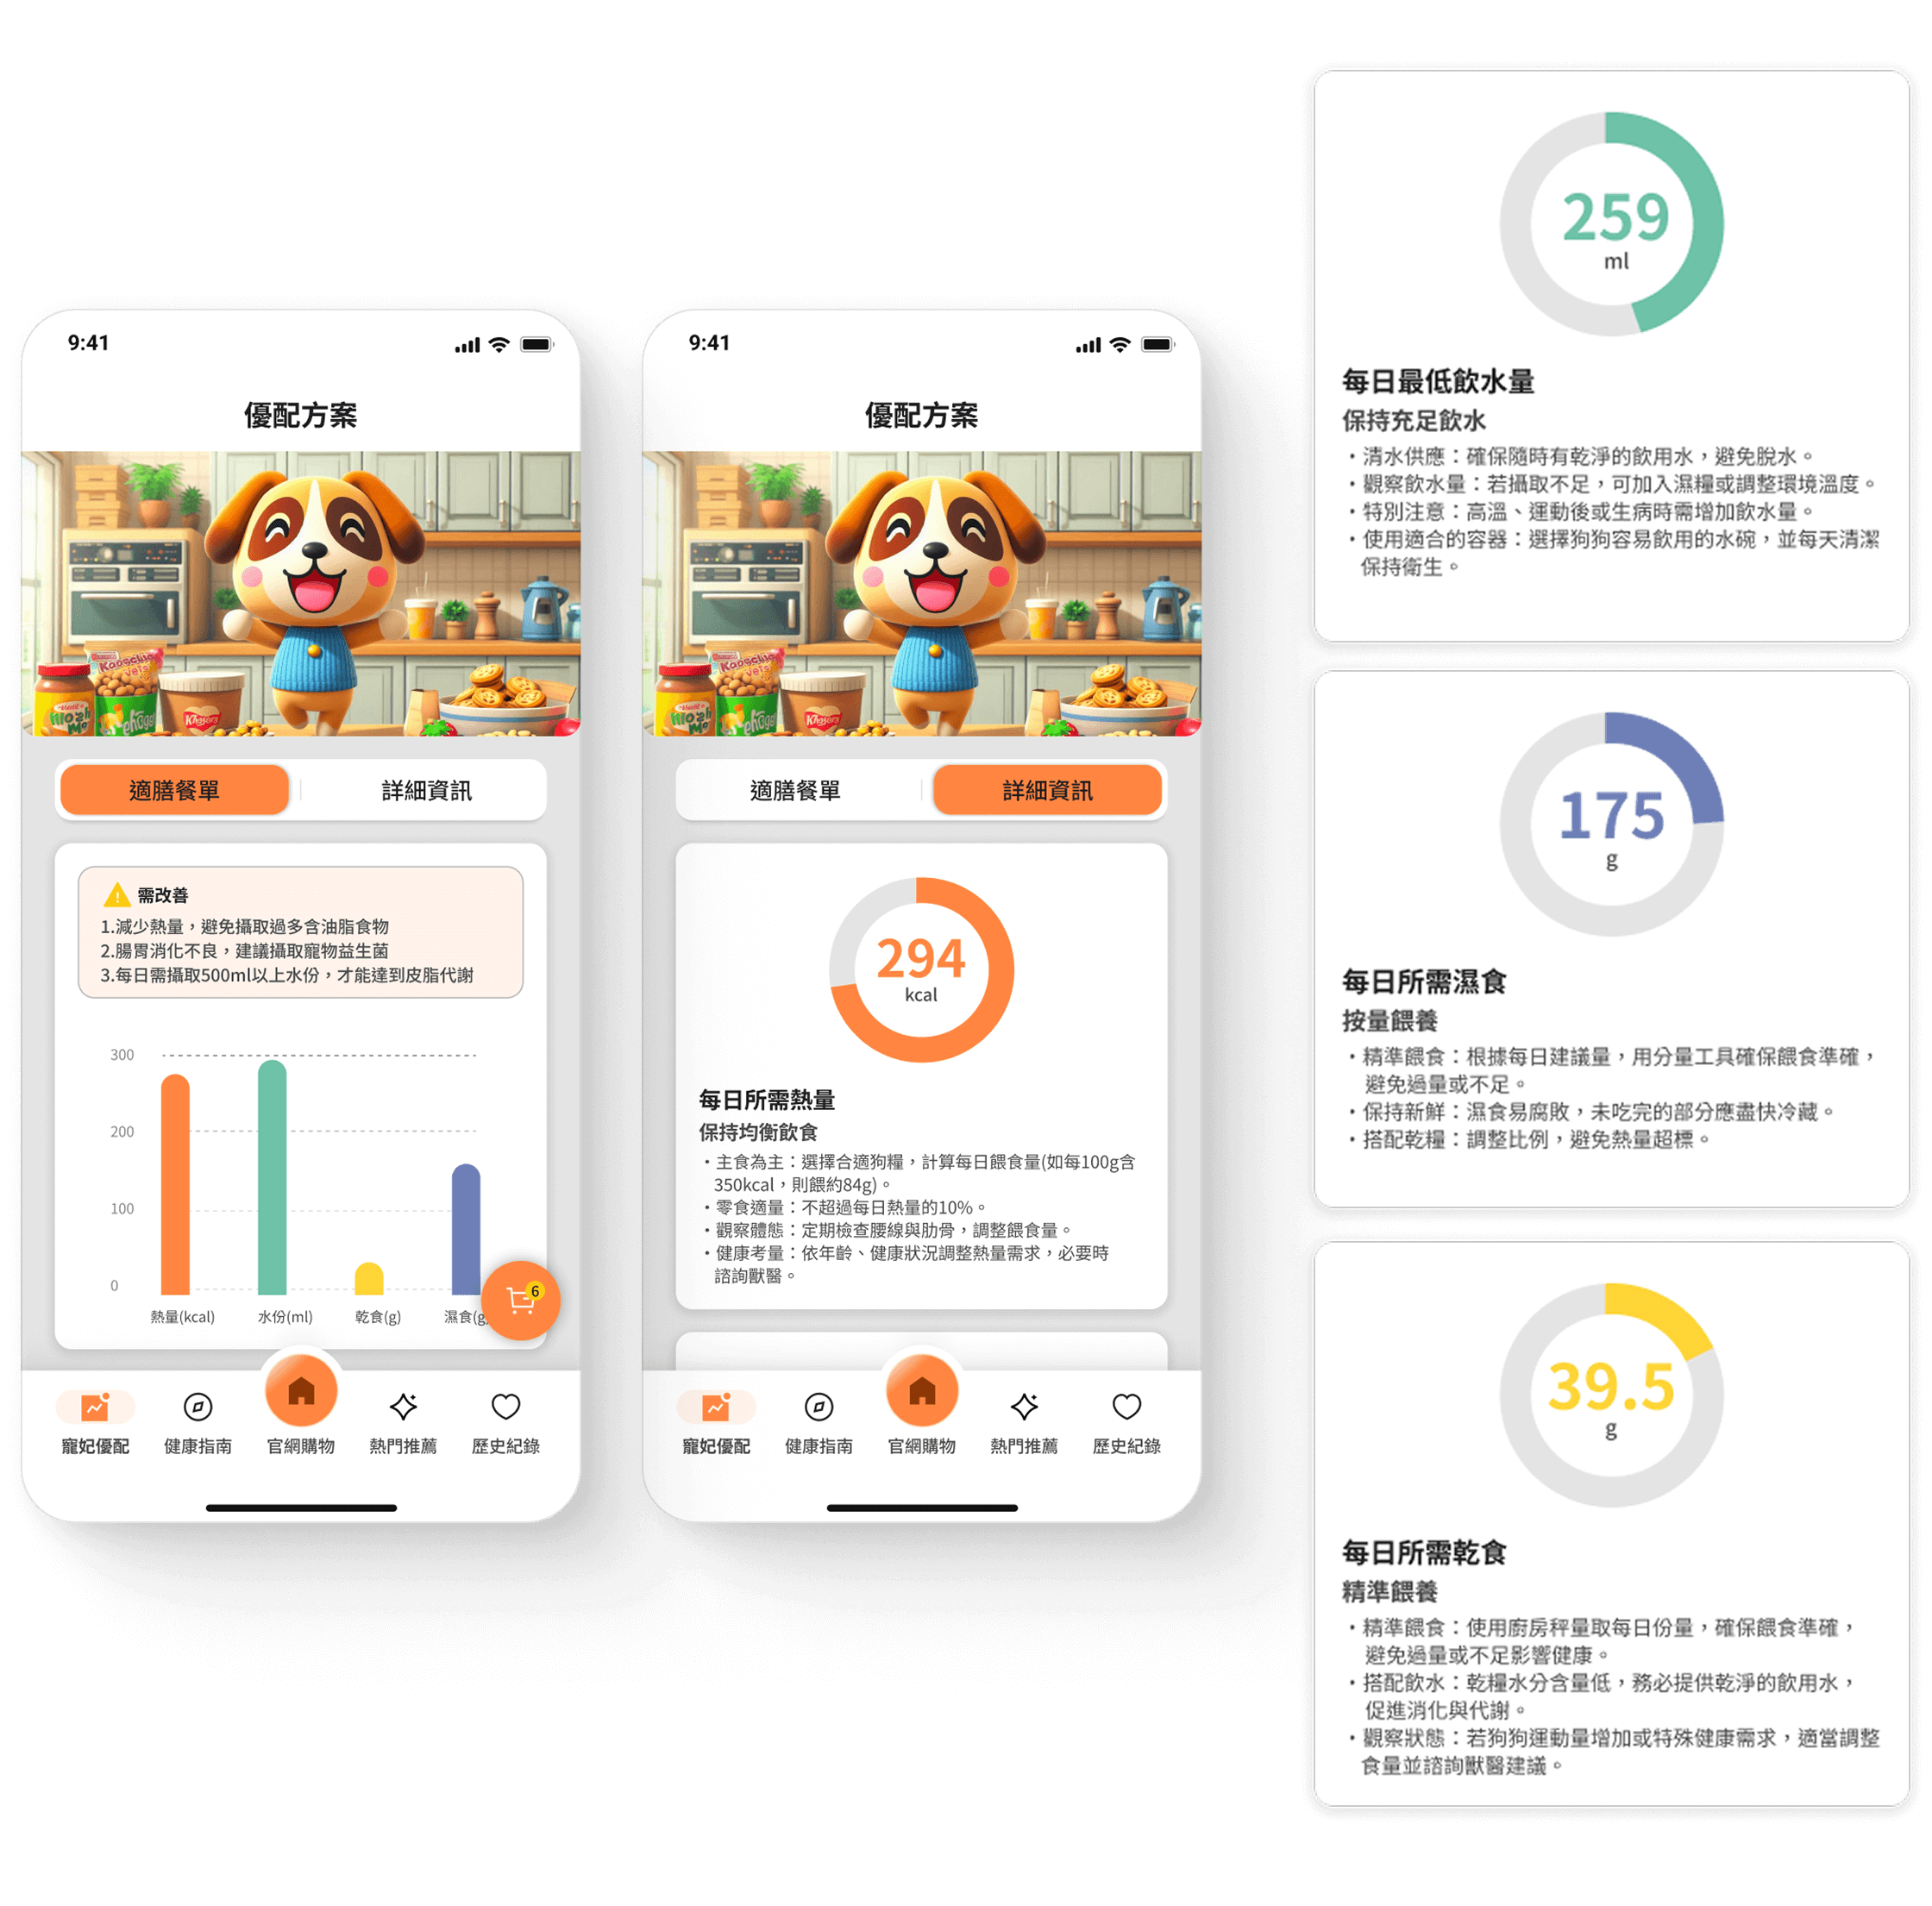 9:41
優配方案
適膳餐單
詳細資訊
需改善
1.減少熱量，避免攝取過多含油脂食物
2.腸胃消化不良，建議攝取寵物益生菌
3.每日需攝取500ml以上水份，才能達到皮脂代謝
300
200
100
0
熱量(kcal)
水份(ml)
乾食(g)
濕食(g
6
寵妃優配
健康指南
官網購物
熱門推薦
歷史紀錄
9:41
優配方案
適膳餐單
詳細資訊
294
kcal
每日所需熱量
保持均衡飲食
・主食為主：選擇合適狗糧，計算每日餵食量(如每100g含
350kcal，則餵約84g)。
・零食適量：不超過每日熱量的10%。
・觀察體態：定期檢查腰線與肋骨，調整餵食量。
・健康考量：依年齡、健康狀況調整熱量需求，必要時
諮詢獸醫。
寵妃優配
健康指南
官網購物
熱門推薦
歷史紀錄
259
ml
每日最低飲水量
保持充足飲水
・清水供應：確保隨時有乾淨的飲用水，避免脫水。
・觀察飲水量：若攝取不足，可加入濕糧或調整環境溫度。
・特別注意：高溫、運動後或生病時需增加飲水量。
・使用適合的容器：選擇狗狗容易飲用的水碗，並每天清潔
保持衛生。
175
g
每日所需濕食
按量餵養
・精準餵食：根據每日建議量，用分量工具確保餵食準確，
避免過量或不足。
・保持新鮮：濕食易腐敗，未吃完的部分應盡快冷藏。
・搭配乾糧：調整比例，避免熱量超標。
39.5
g
每日所需乾食
精準餵養
・精準餵食：使用廚房秤量取每日份量，確保餵食準確，
避免過量或不足影響健康。
・搭配飲水：乾糧水分含量低，務必提供乾淨的飲用水，
促進消化與代謝。
・觀察狀態：若狗狗運動量增加或特殊健康需求，適當調整
食量並諮詢獸醫建議。